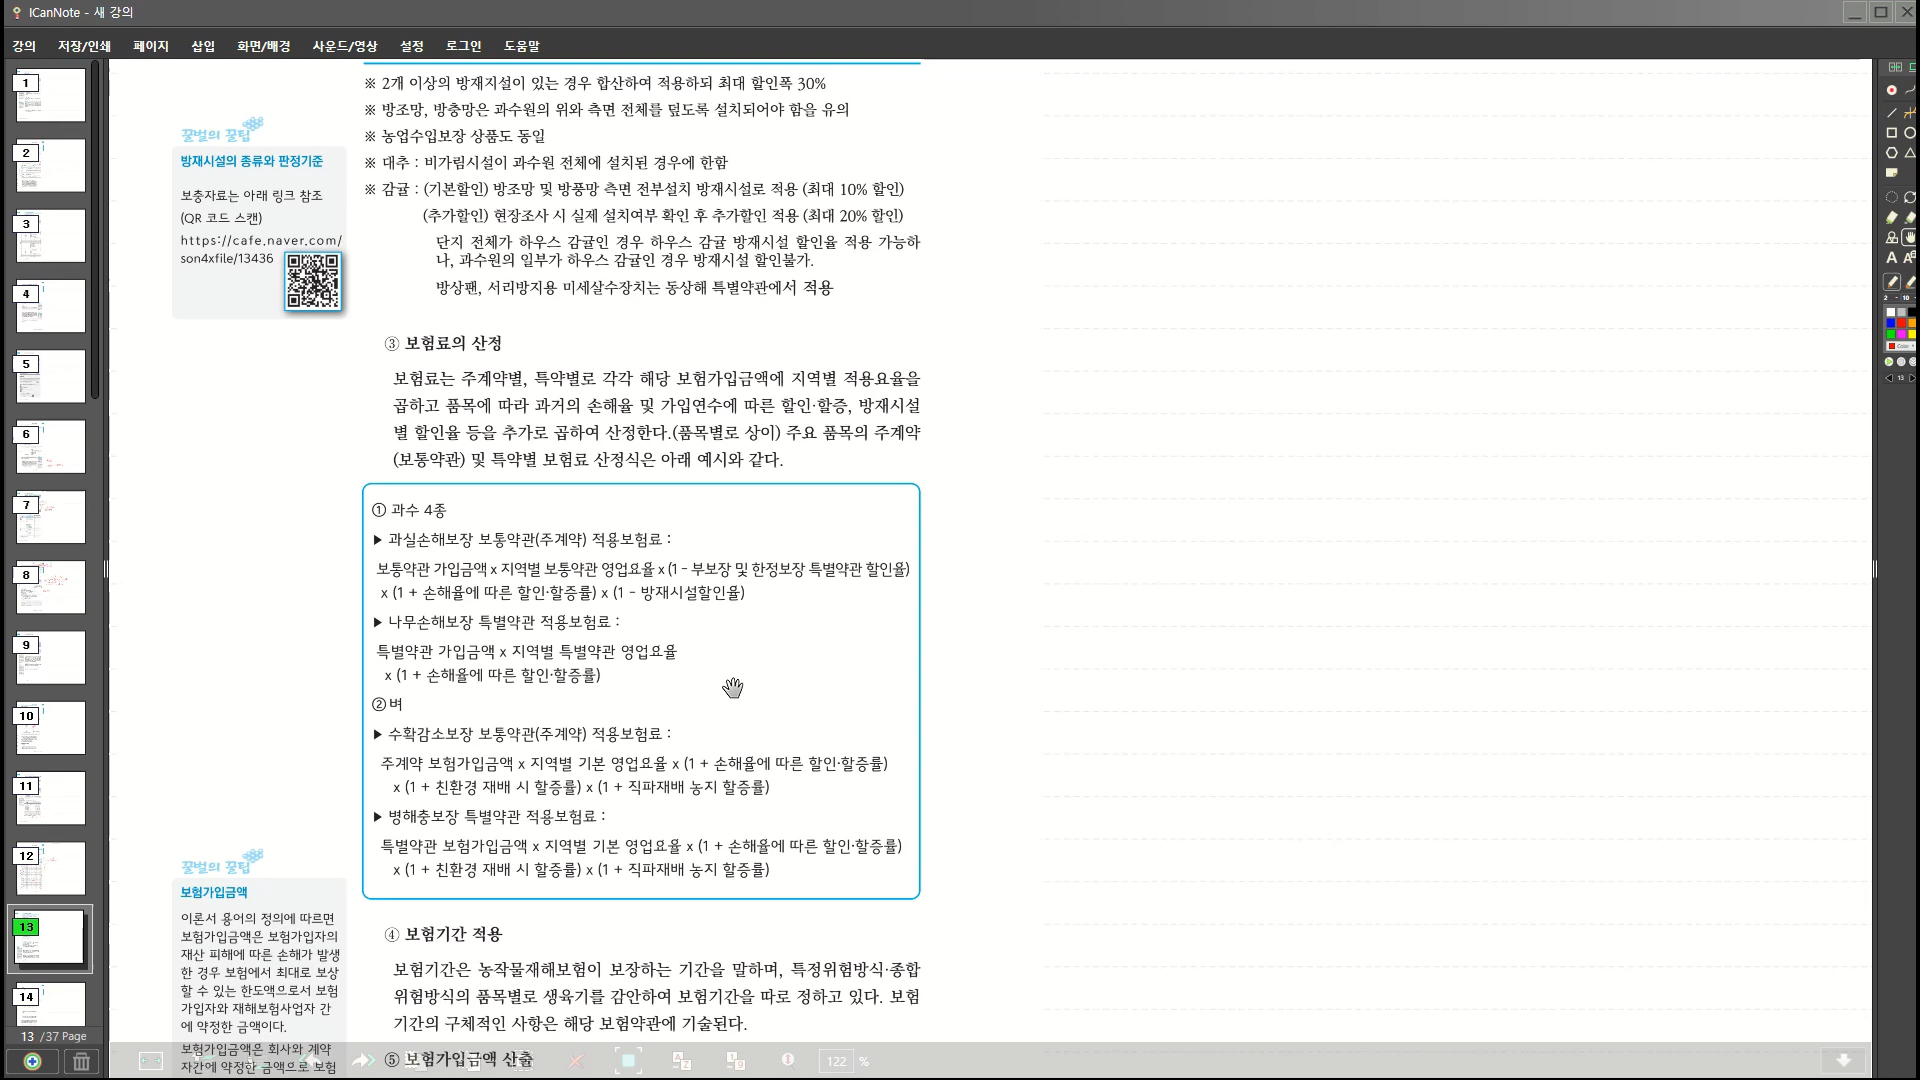 ICanNote - 새 강의
강의 저장/인쇄 페이지 삽입 화면/배경 사운드/영상 설정 로그인 도움말
1
2
3
4
5
6
7
8
9
10
11
12
13
14
13 /37 Page
꿀벌의 꿀팁
방재시설의 종류와 판정기준
보충자료는 아래 링크 참조
(QR 코드 스캔)
https://cafe.naver.com/
son4xfile/13436
※ 2개 이상의 방재시설이 있는 경우 합산하여 적용하되 최대 할인폭 30%
※ 방조망, 방충망은 과수원의 위와 측면 전체를 덮도록 설치되어야 함을 유의
※ 농업수입보장 상품도 동일
※ 대추 : 비가림시설이 과수원 전체에 설치된 경우에 한함
※ 감귤 : (기본할인) 방조망 및 방풍망 측면 전부설치 방재시설로 적용 (최대 10% 할인)
(추가할인) 현장조사 시 실제 설치여부 확인 후 추가할인 적용 (최대 20% 할인)
단지 전체가 하우스 감귤인 경우 하우스 감귤 방재시설 할인율 적용 가능하
나, 과수원의 일부가 하우스 감귤인 경우 방재시설 할인불가.
방상팬, 서리방지용 미세살수장치는 동상해 특별약관에서 적용
③ 보험료의 산정
보험료는 주계약별, 특약별로 각각 해당 보험가입금액에 지역별 적용요율을
곱하고 품목에 따라 과거의 손해율 및 가입연수에 따른 할인·할증, 방재시설
별 할인율 등을 추가로 곱하여 산정한다.(품목별로 상이) 주요 품목의 주계약
(보통약관) 및 특약별 보험료 산정식은 아래 예시와 같다.
① 과수 4종
▶ 과실손해보장 보통약관(주계약) 적용보험료 :
보통약관 가입금액 x 지역별 보통약관 영업요율 x (1 - 부보장 및 한정보장 특별약관 할인율)
x (1 + 손해율에 따른 할인·할증률) x (1 - 방재시설할인율)
▶ 나무손해보장 특별약관 적용보험료 :
특별약관 가입금액 x 지역별 특별약관 영업요율
x (1 + 손해율에 따른 할인·할증률)
② 벼
▶ 수확감소보장 보통약관(주계약) 적용보험료 :
주계약 보험가입금액 x 지역별 기본 영업요율 x (1 + 손해율에 따른 할인·할증률)
x (1 + 친환경 재배 시 할증률) x (1 + 직파재배 농지 할증률)
▶ 병해충보장 특별약관 적용보험료 :
특별약관 보험가입금액 x 지역별 기본 영업요율 x (1 + 손해율에 따른 할인·할증률)
x (1 + 친환경 재배 시 할증률) x (1 + 직파재배 농지 할증률)
④ 보험기간 적용
보험기간은 농작물재해보험이 보장하는 기간을 말하며, 특정위험방식·종합
위험방식의 품목별로 생육기를 감안하여 보험기간을 따로 정하고 있다. 보험
기간의 구체적인 사항은 해당 보험약관에 기술된다.
⑤ 보험가입금액 산출
꿀벌의 꿀팁
보험가입금액
이론서 용어의 정의에 따르면
보험가입금액은 보험가입자의
재산 피해에 따른 손해가 발생
한 경우 보험에서 최대로 보상
할 수 있는 한도액으로서 보험
가입자와 재해보험사업자 간
에 약정한 금액이다.
보험가입금액은 회사와 계약
자간에 약정한 금액으로 보험
122 %